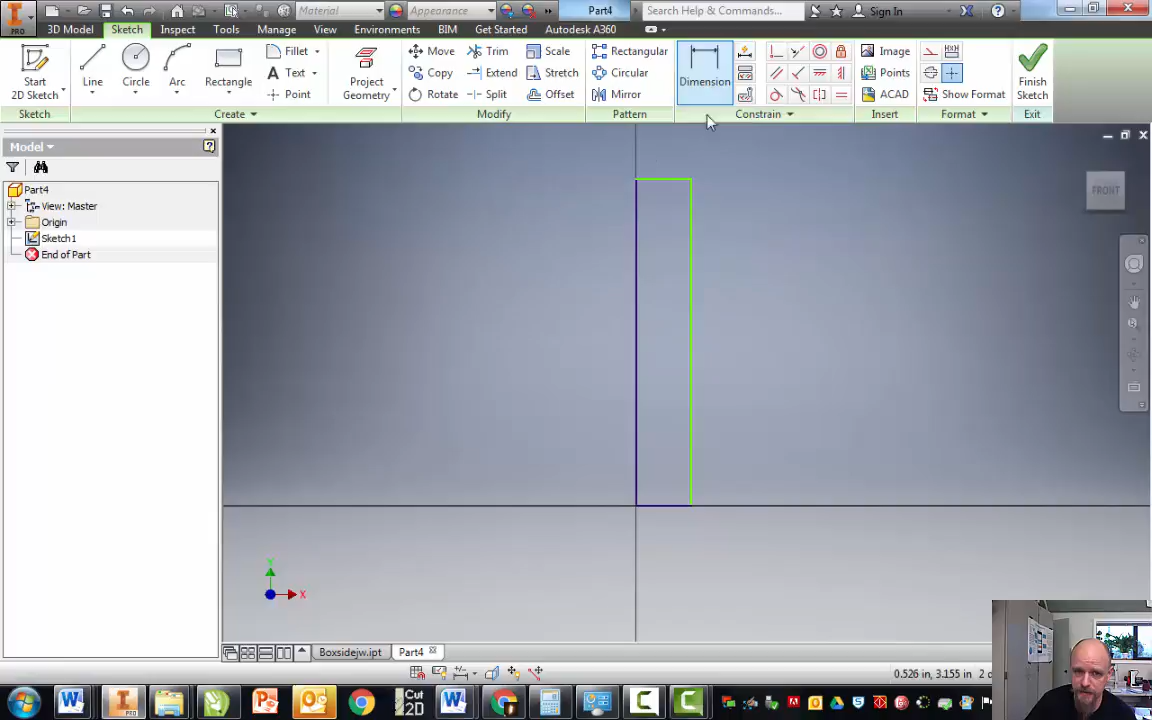 Material
Appearance
Part4
Search Help & Commands...
Sign In
PRO
3D Model
Sketch
Inspect
Tools
Manage
View
Environments
BIM
Get Started
Autodesk A360
Start
2D Sketch
Line
Circle
Arc
Rectangle
Fillet
Text
Point
Project
Geometry
Move
Copy
Rotate
Trim
Extend
Split
Scale
Stretch
Offset
Rectangular
Circular
Mirror
Dimension
Image
Points
ACAD
Show Format
Finish
Sketch
Sketch
Create
Modify
Pattern
Constrain
Insert
Format
Exit
Model
Part4
View: Master
Origin
Sketch1
End of Part
FRONT
Y
X
Boxsidejw.ipt
Part4
0.526 in, 3.155 in
Cut
2D